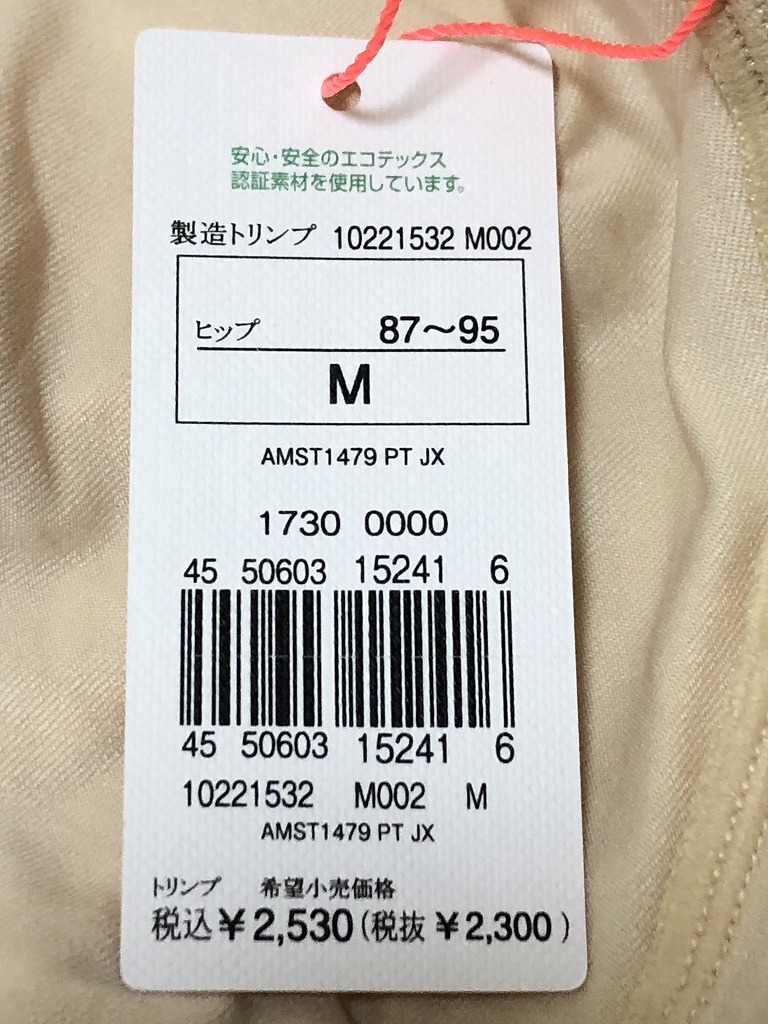 安心・安全のエコテックス
認証素材を使用しています。
製造トリンプ 10221532 M002
ヒップ 87〜95
M
AMST1479 PT JX
1730 0000
45 50603 15241 6
45 50603 15241 6
10221532 M002 M
AMST1479 PT JX
トリンプ 希望小売価格
税込¥2,530(税抜 ¥2,300)